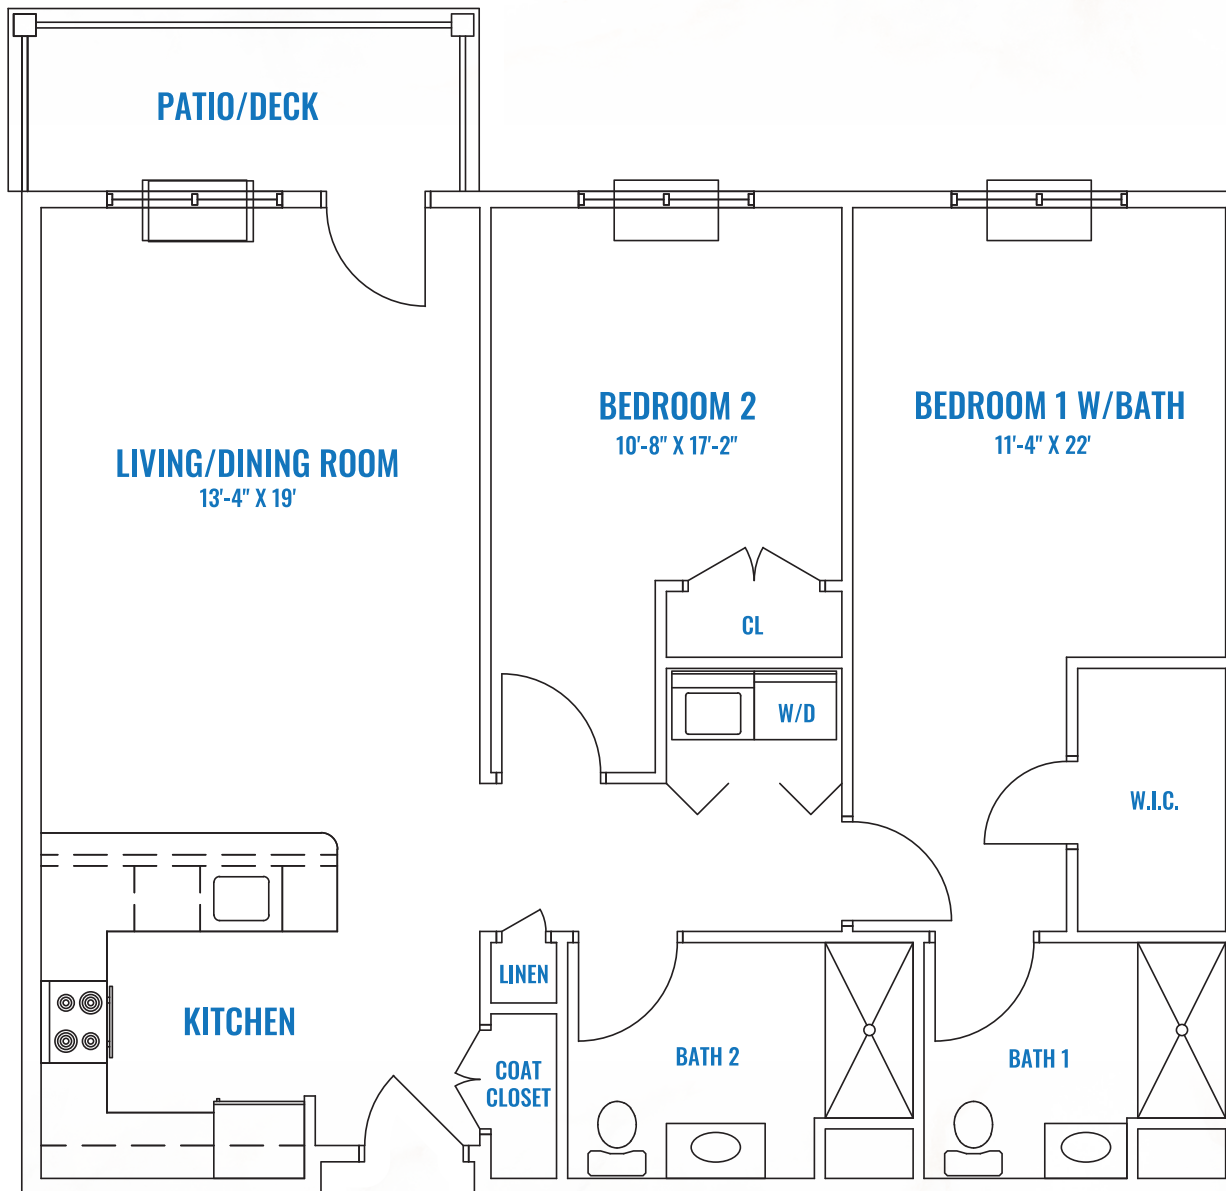 PATIO/DECK
BEDROOM 2
10'-8" X 17'-2"
BEDROOM 1 W/BATH
11'-4" X 22'
LIVING/DINING ROOM
13'-4" X 19'
CL
W/D
W.I.C.
LINEN
KITCHEN
COAT
CLOSET
BATH 2
BATH 1